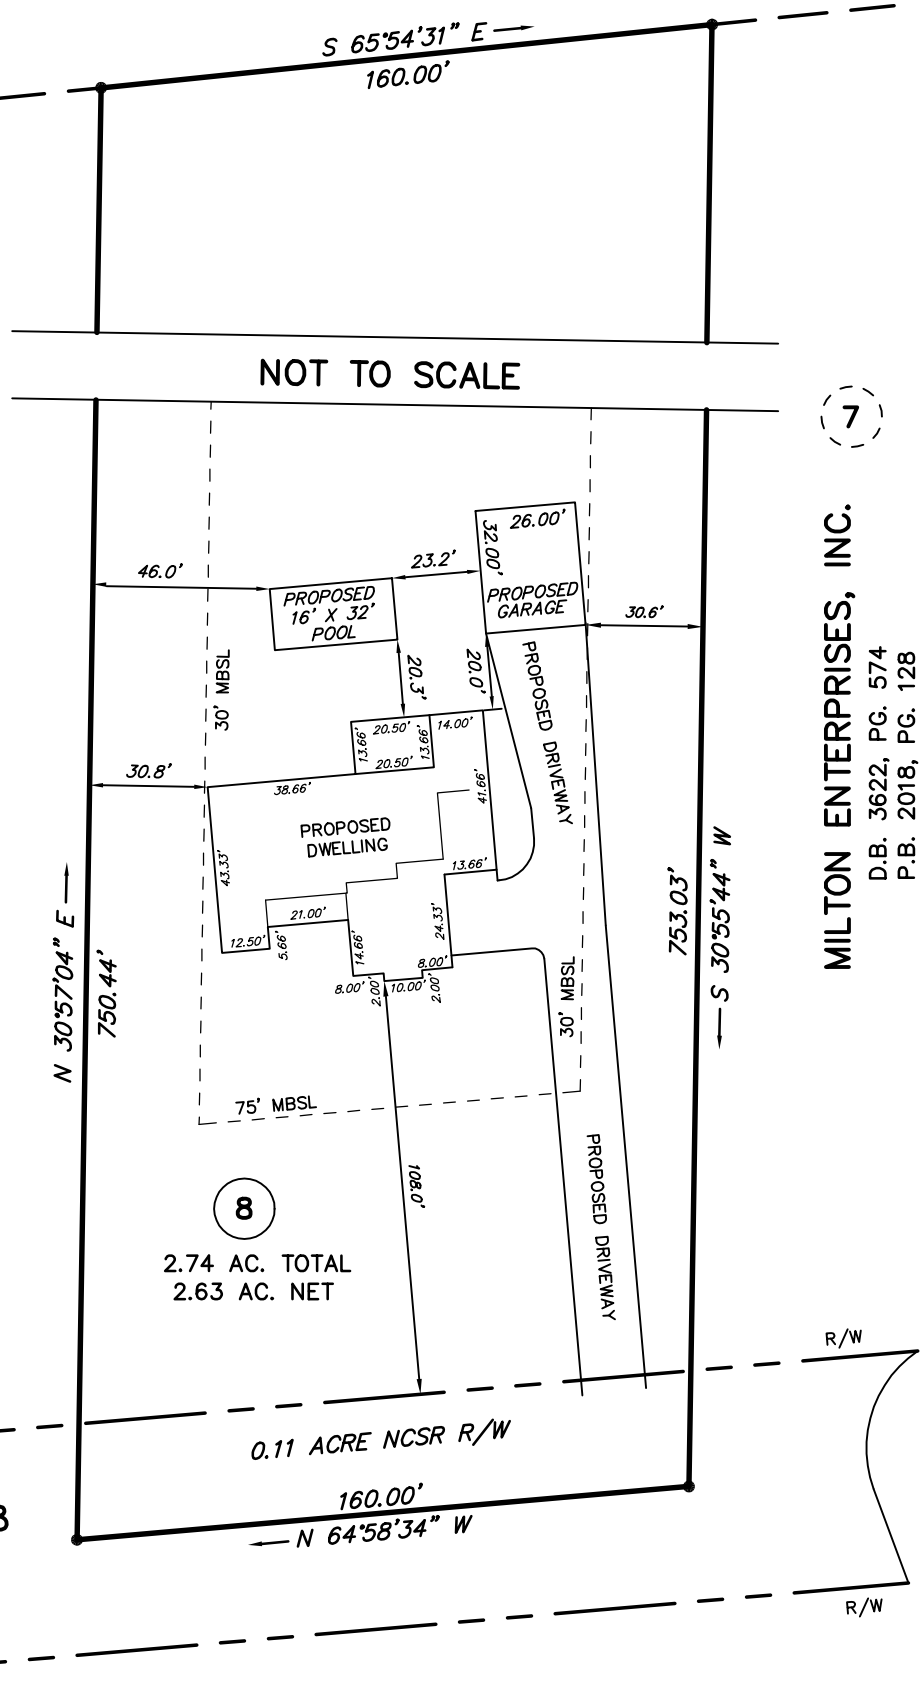 S 65°54'31" E
160.00'
NOT TO SCALE
7
MILTON ENTERPRISES, INC.
D.B. 3622, PG. 574
P.B. 2018, PG. 128
26.00'
32.00'
PROPOSED
GARAGE
46.0'
23.2'
PROPOSED
16' X 32'
POOL
30.6'
30' MBSL
20.3'
20.0'
PROPOSED DRIVEWAY
20.50'
14.00'
13.66'
13.66'
20.50'
30.8'
38.66'
41.66'
PROPOSED
DWELLING
43.33'
13.66'
21.00'
24.33'
12.50'
5.66'
14.66'
8.00'
8.00'
2.00'
10.00'
2.00'
30' MBSL
N 30°57'04" E
750.44'
753.03'
S 30°55'44" W
75' MBSL
108.0'
PROPOSED DRIVEWAY
8
2.74 AC. TOTAL
2.63 AC. NET
R/W
0.11 ACRE NCSR R/W
160.00'
N 64°58'34" W
R/W